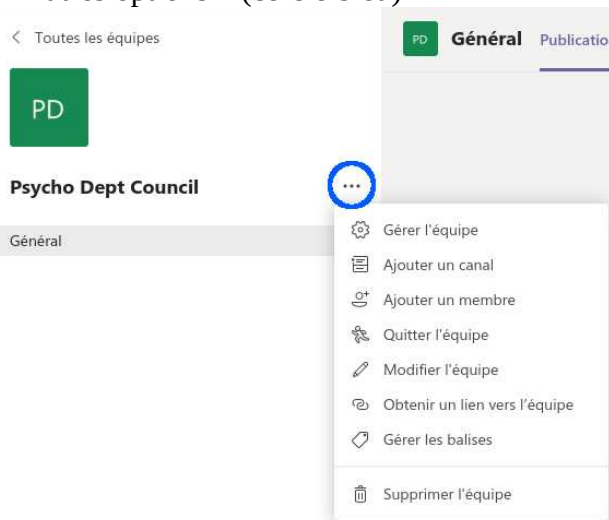 Toutes les équipes
PD
Psycho Dept Council
...
Général
PD Général Publicatio
Gérer l'équipe
Ajouter un canal
Ajouter un membre
Quitter l'équipe
Modifier l'équipe
Obtenir un lien vers l'équipe
Gérer les balises
Supprimer l'équipe